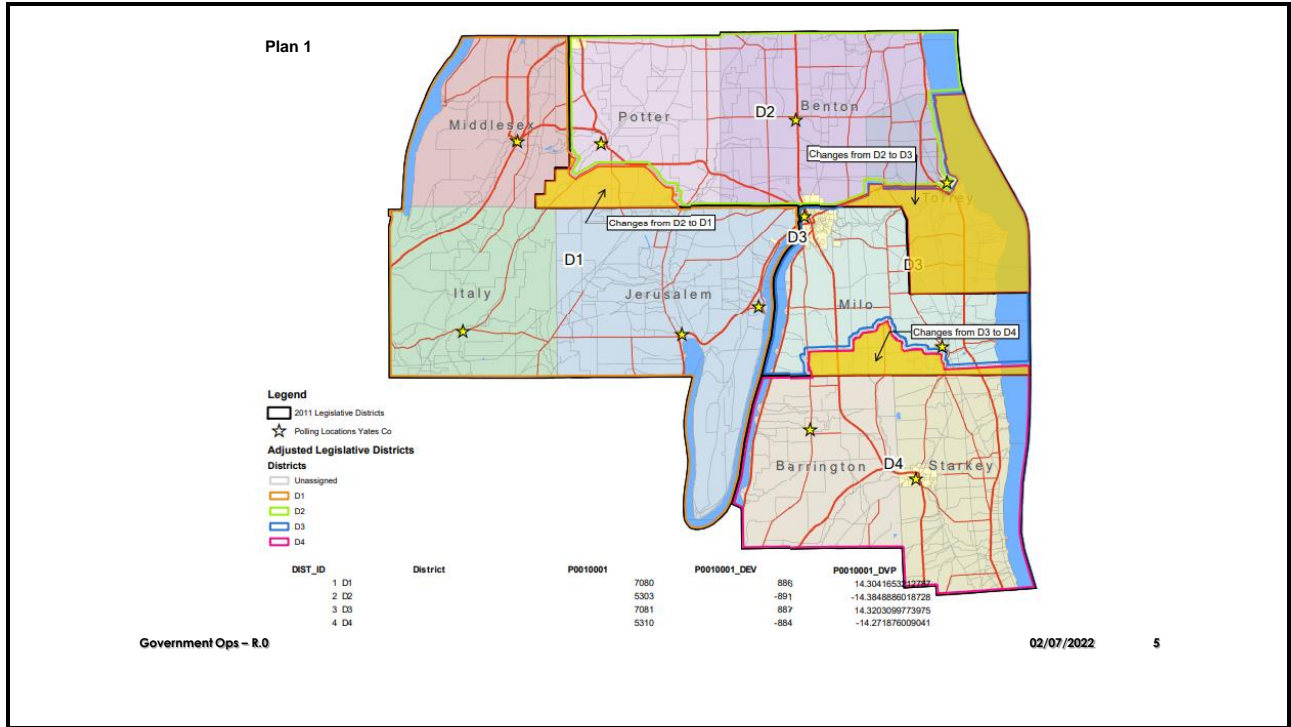 Plan 1
Middlesex
Potter
D2
Benton
Changes from D2 to D3
Torrey
Changes from D2 to D1
D3
D1
D3
Italy
Jerusalem
Milo
Changes from D3 to D4
Legend
2011 Legislative Districts
Polling Locations Yates Co
Adjusted Legislative Districts
Districts
Unassigned
D1
D2
D3
D4
Barrington
D4
Starkey
DIST_ID District P0010001 P0010001_DEV P0010001_DVP
1 D1 7080 886
2 D2 5303 -891 -14.3848886018728
3 D3 7081 887 14.3203099773975
4 D4 5310 -884 -14.271876009041
Government Ops – R.0 02/07/2022 5